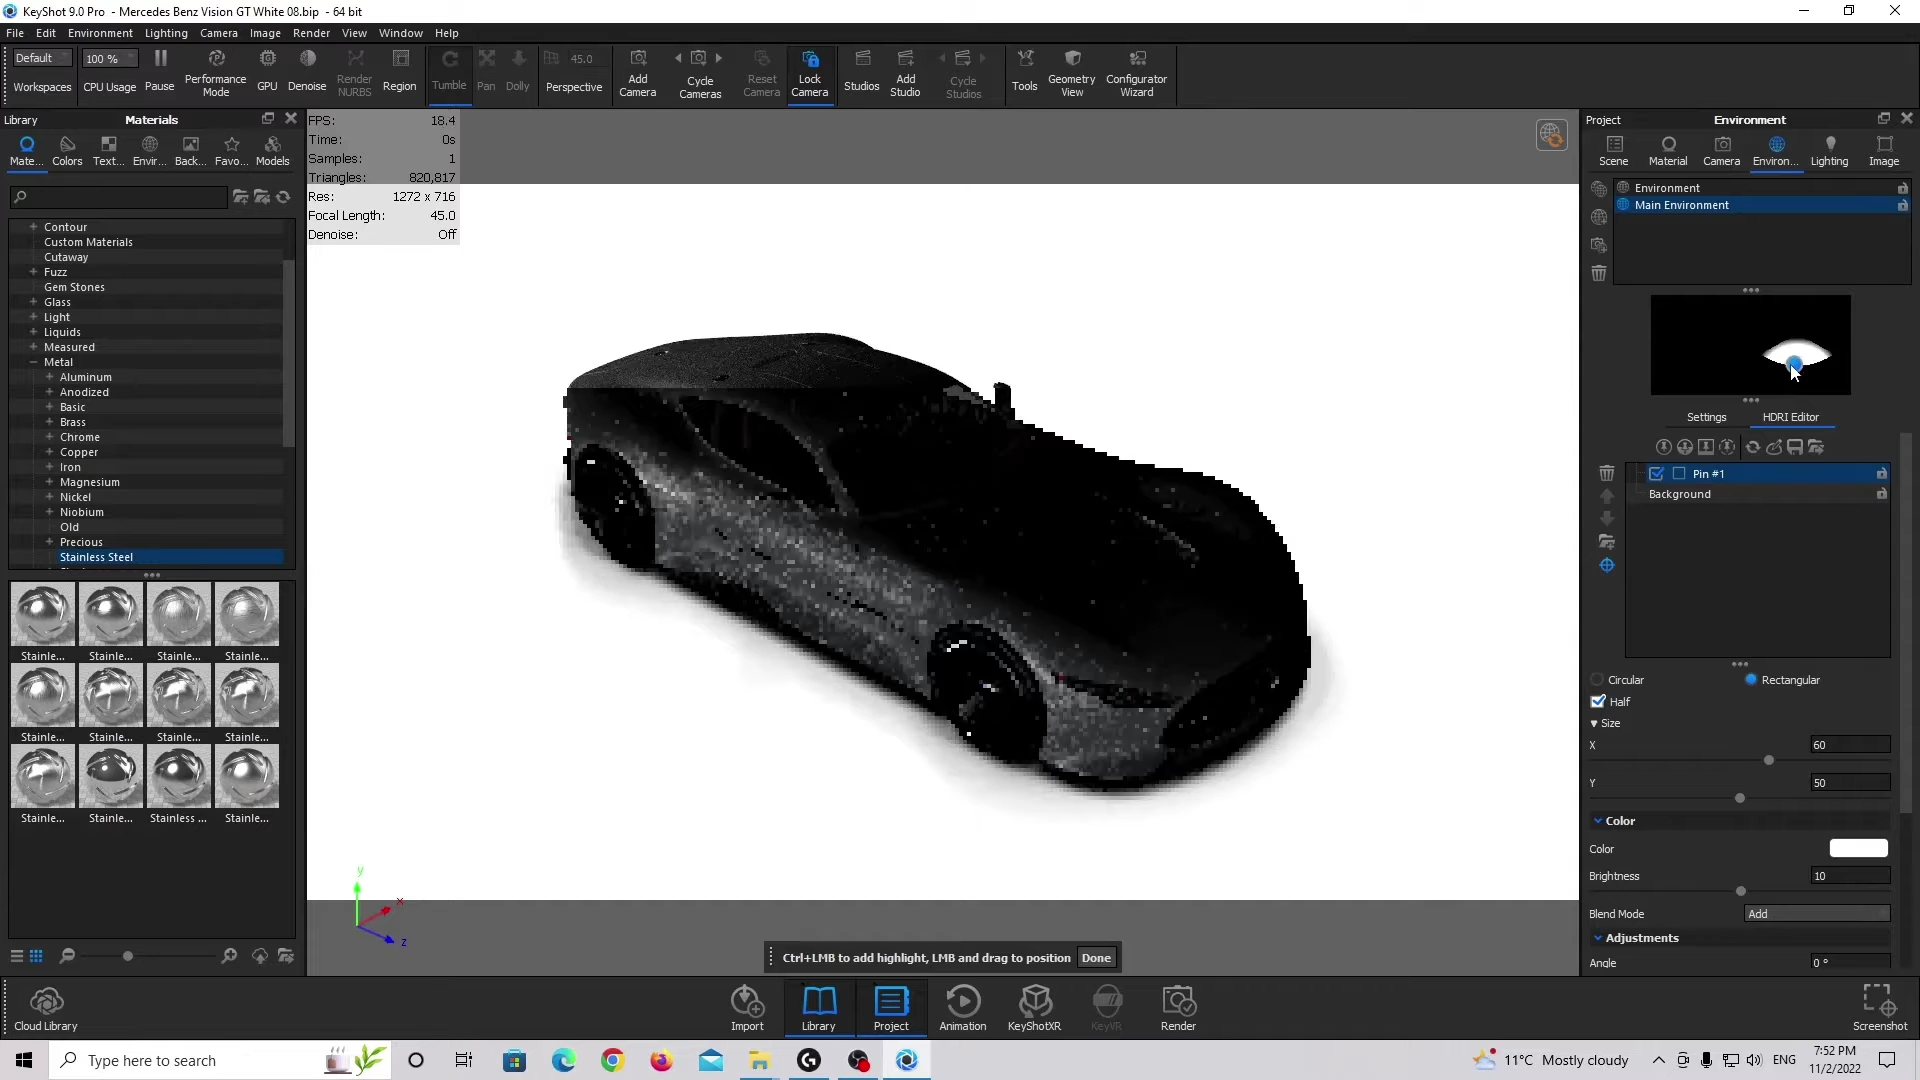 KeyShot 9.0 Pro - Mercedes Benz Vision GT White 08.bip - 64 bit
File Edit Environment Lighting Camera Image Render View Window Help
Default
Workspaces
100 %
CPU Usage
Pause
Performance
Mode
GPU
Denoise
Render
NURBS
Region
Tumble
Pan
Dolly
45.0
Perspective
Add
Camera
Cycle
Cameras
Reset
Camera
Lock
Camera
Studios
Add
Studio
Cycle
Studios
Tools
Geometry
View
Configurator
Wizard
Library
Materials
Mate... Colors Text... Envir... Back... Favo... Models
Contour
Custom Materials
Cutaway
Fuzz
Gem Stones
Glass
Light
Liquids
Measured
Metal
Aluminum
Anodized
Basic
Brass
Chrome
Copper
Iron
Magnesium
Nickel
Niobium
Old
Precious
Stainless Steel
Stainle... Stainle... Stainle... Stainle...
Stainle... Stainle... Stainle... Stainle...
Stainle... Stainle... Stainless ... Stainle...
FPS: 18.4
Time: 0s
Samples: 1
Triangles: 820,817
Res: 1272 x 716
Focal Length: 45.0
Denoise: Off
y
x
z
Ctrl+LMB to add highlight, LMB and drag to position Done
Project
Environment
Scene Material Camera Environ... Lighting Image
Environment
Main Environment
Settings HDRI Editor
Pin #1
Background
Circular Rectangular
Half
Size
X 60
Y 50
Color
Color
Brightness 10
Blend Mode Add
Adjustments
Angle 0 °
Cloud Library
Import
Library
Project
Animation
KeyShotXR
KeyVR
Render
Screenshot
Type here to search
11°C Mostly cloudy
ENG
7:52 PM
11/2/2022